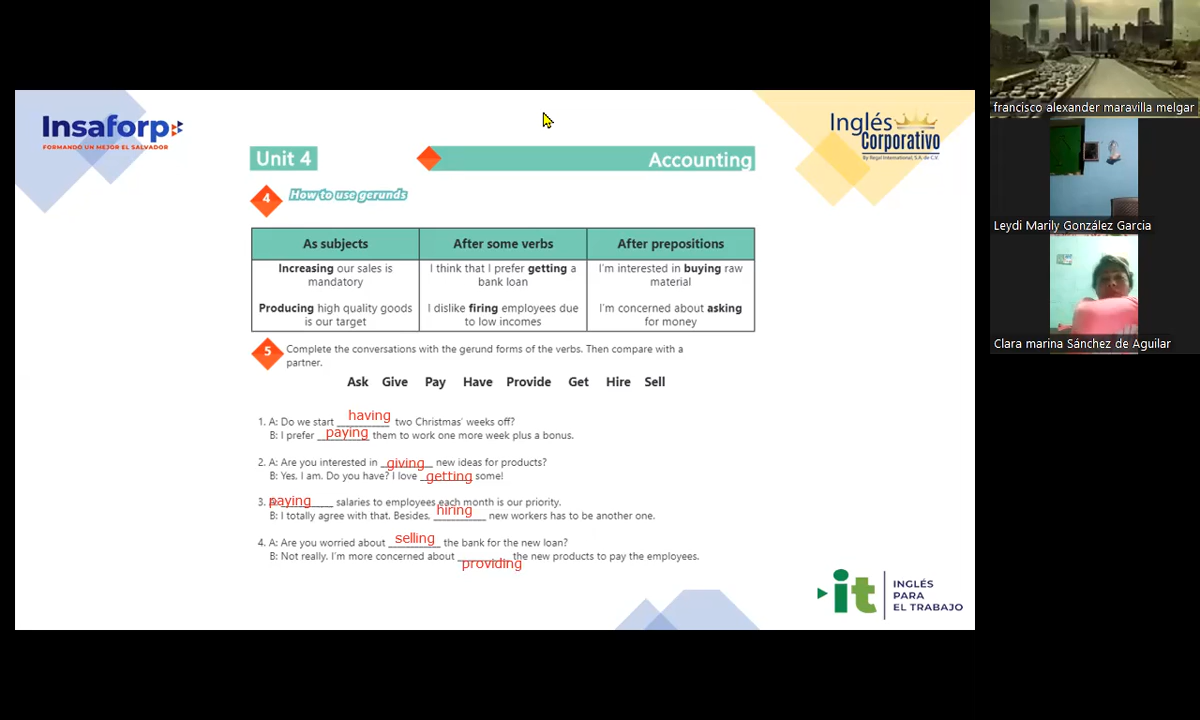 Insaforp
FORMANDO UN MEJOR EL SALVADOR
Inglés
Corporativo
By Regal International, S.A. de C.V.
Unit 4
Accounting
4
How to use gerunds
As subjects
After some verbs
After prepositions
Increasing our sales is
mandatory
I think that I prefer getting a
bank loan
I'm interested in buying raw
material
Producing high quality goods
is our target
I dislike firing employees due
to low incomes
I'm concerned about asking
for money
5
Complete the conversations with the gerund forms of the verbs. Then compare with a
partner.
Ask Give Pay Have Provide Get Hire Sell
1. A: Do we start having two Christmas' weeks off?
B: I prefer paying them to work one more week plus a bonus.
2. A: Are you interested in giving new ideas for products?
B: Yes, I am. Do you have? I love getting some!
3. paying salaries to employees each month is our priority.
B: I totally agree with that. Besides, hiring new workers has to be another one.
4. A: Are you worried about selling the bank for the new loan?
B: Not really. I'm more concerned about providing the new products to pay the employees.
it
INGLÉS
PARA
EL TRABAJO
francisco alexander maravilla melgar
Leydi Marily González Garcia
Clara marina Sánchez de Aguilar